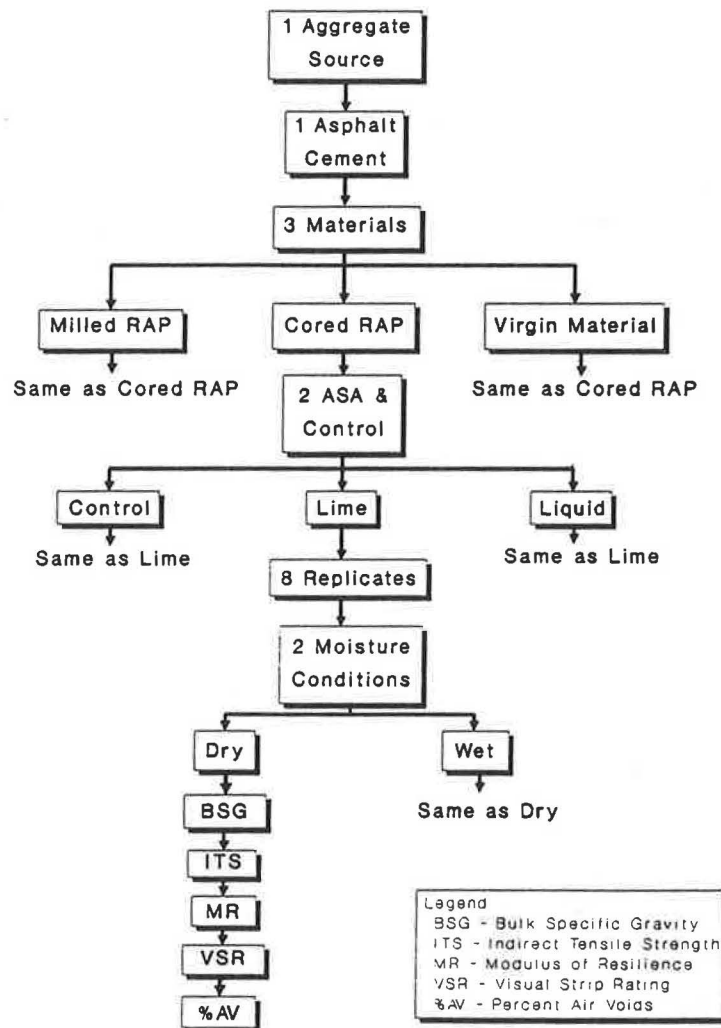 1 Aggregate
Source
1 Asphalt
Cement
3 Materials
Milled RAP
Cored RAP
Virgin Material
Same as Cored RAP
2 ASA &
Control
Same as Cored RAP
Control
Lime
Liquid
Same as Lime
8 Replicates
Same as Lime
2 Moisture
Conditions
Dry
Wet
BSG
Same as Dry
ITS
MR
VSR
%AV
Legend
BSG - Bulk Specific Gravity
ITS - Indirect Tensile Strength
MR - Modulus of Resilience
VSR - Visual Strip Rating
%AV - Percent Air Voids